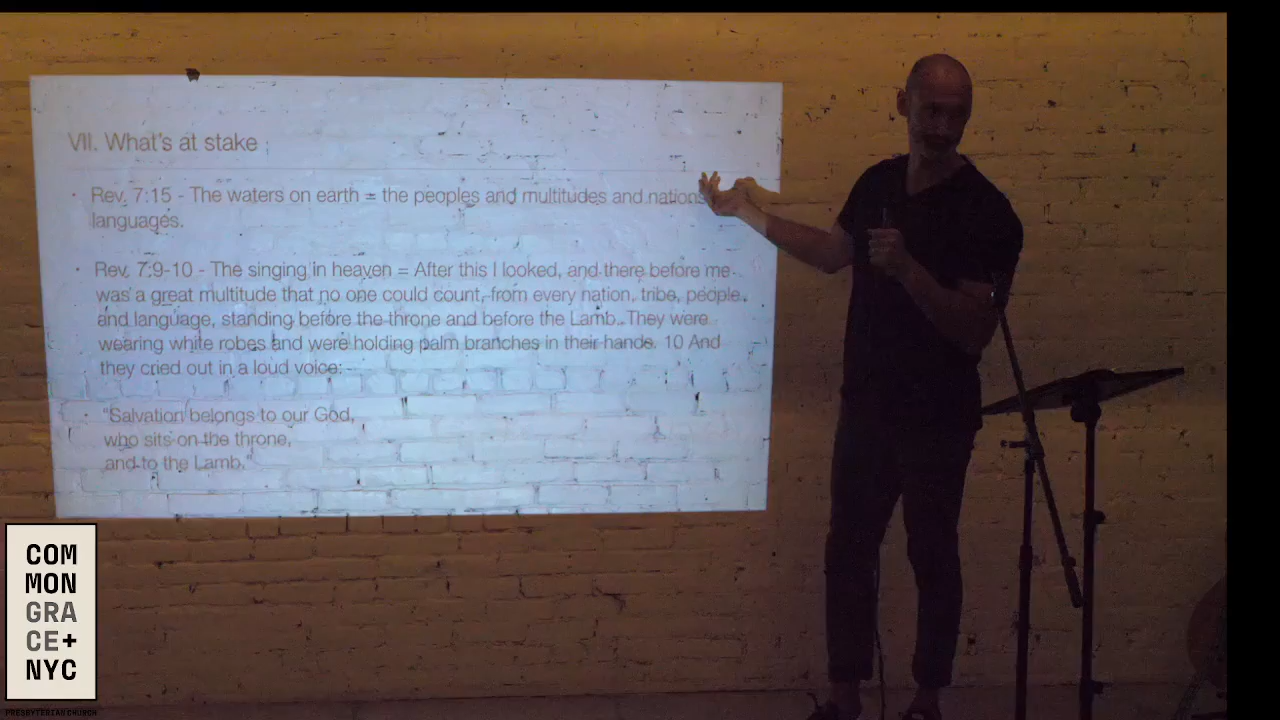 VII. What's at stake
• Rev. 7:15 - The waters on earth = the peoples and multitudes and nations
languages.
• Rev. 7:9-10 - The singing in heaven = After this I looked, and there before me
was a great multitude that no one could count, from every nation, tribe, people
and language, standing before the throne and before the Lamb. They were
wearing white robes and were holding palm branches in their hands. 10 And
they cried out in a loud voice:
• "Salvation belongs to our God,
who sits on the throne,
and to the Lamb."
COM
MON
GRA
CE+
NYC
PRESBYTERIAN CHURCH